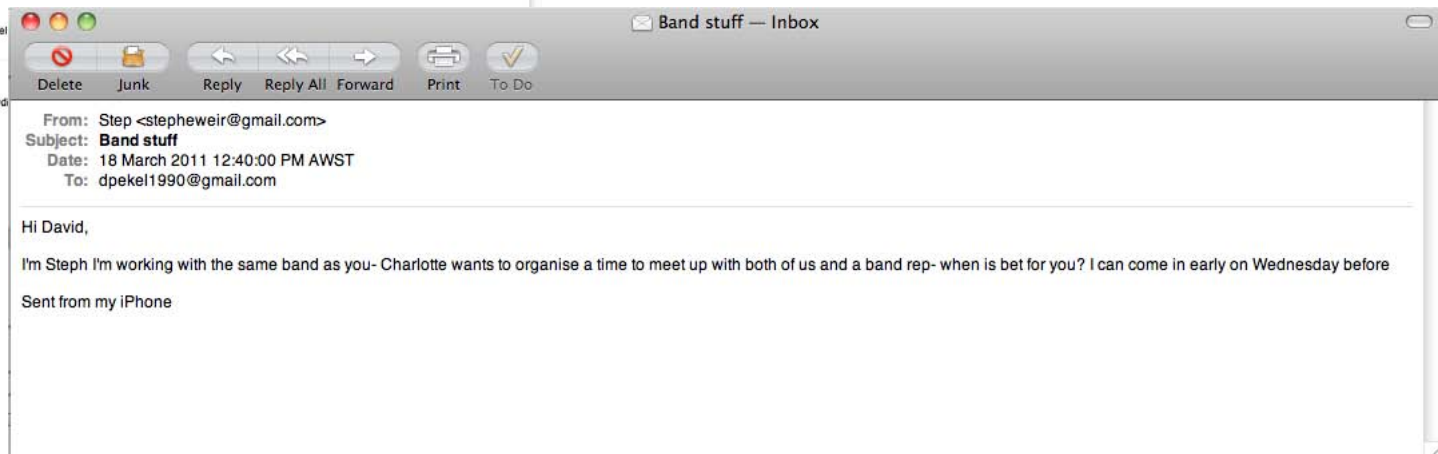 Band stuff — Inbox
Delete Junk Reply Reply All Forward Print To Do
From: Step <stepheweir@gmail.com>
Subject: Band stuff
Date: 18 March 2011 12:40:00 PM AWST
To: dpekel1990@gmail.com
Hi David,
I'm Steph I'm working with the same band as you- Charlotte wants to organise a time to meet up with both of us and a band rep- when is bet for you? I can come in early on Wednesday before
Sent from my iPhone